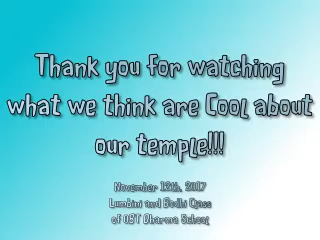 Thank you for watching
what we think are Cool about
our temple!!!
November 12th, 2017
Lumbini and Bodhi Class
of OBT Dharma School